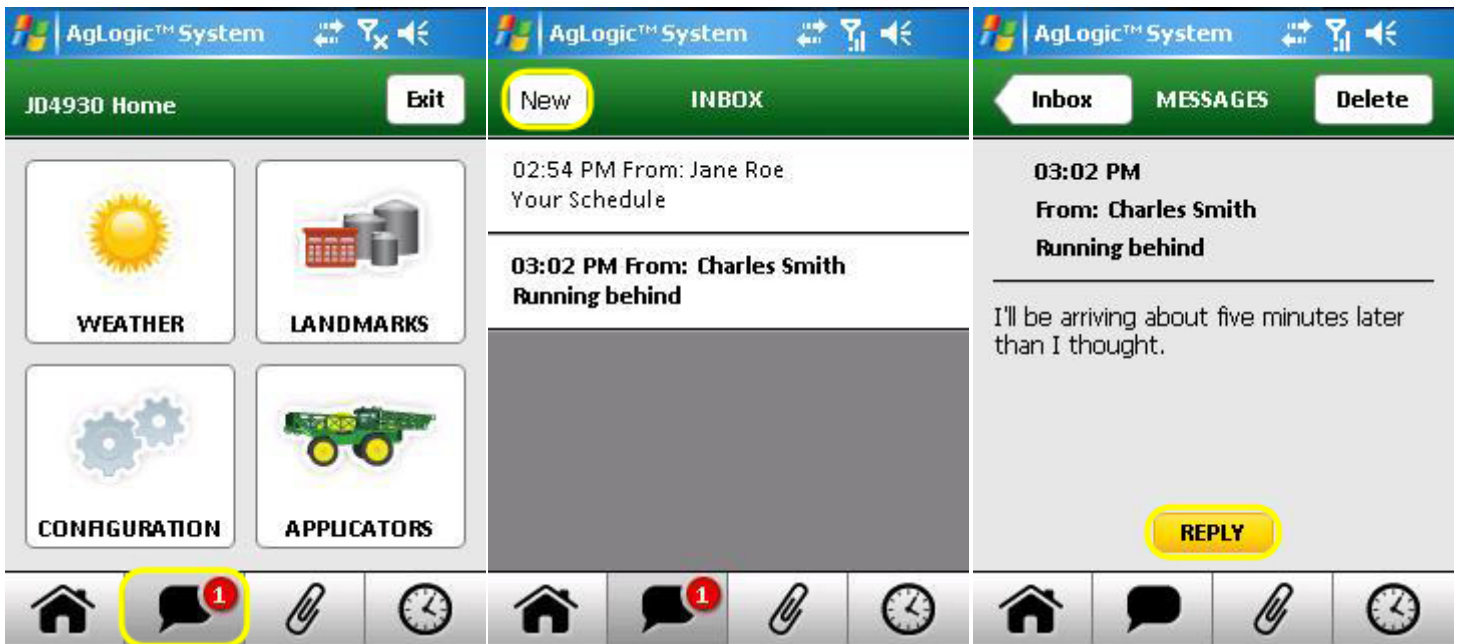 AgLogic™ System
JD4930 Home
Exit
WEATHER
LANDMARKS
CONFIGURATION
APPLICATORS
1
AgLogic™ System
New
INBOX
02:54 PM From: Jane Roe
Your Schedule
03:02 PM From: Charles Smith
Running behind
1
AgLogic™ System
Inbox
MESSAGES
Delete
03:02 PM
From: Charles Smith
Running behind
I'll be arriving about five minutes later
than I thought.
REPLY